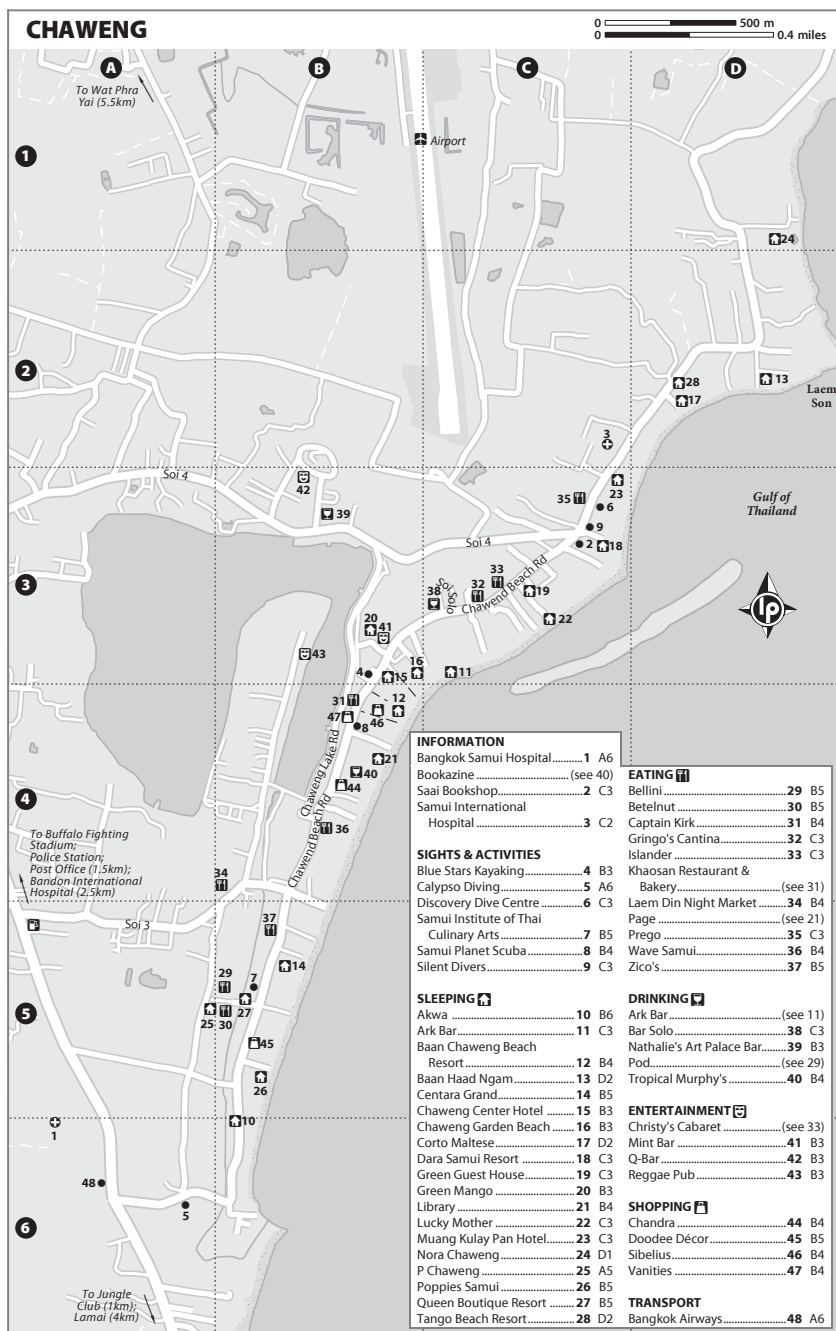 CHAWENG
0 500 m
0 0.4 miles
A
B
C
D
To Wat Phra
Yai (5.5km)
Airport
1
24
2
28
13
17
Laem
Son
3
Soi 4
42
39
35
23
6
9
2
18
Gulf of
Thailand
Soi 4
3
33
32
38
Soi Solo
Chawend Beach Rd
19
22
20
41
43
16
11
4
15
lp
31
12
47
46
8
21
40
44
Chaweng Lake Rd
Chawend Beach Rd
36
4
To Buffalo Fighting
Stadium;
Police Station;
Post Office (1.5km);
Bandon International
Hospital (2.5km)
34
Soi 3
37
14
29
7
5
25
30
27
45
26
10
1
48
5
6
To Jungle
Club (1km);
Lamai (4km)
INFORMATION
Bangkok Samui Hospital..........1 A6
Bookazine..............................(see 40)
Saai Bookshop.........................2 C3
Samui International
Hospital.................................3 C2
SIGHTS & ACTIVITIES
Blue Stars Kayaking..................4 B3
Calypso Diving.........................5 A6
Discovery Dive Centre..............6 C3
Samui Institute of Thai
Culinary Arts.........................7 B5
Samui Planet Scuba..................8 B4
Silent Divers.............................9 C3
SLEEPING
Akwa.....................................10 B6
Ark Bar..................................11 C3
Baan Chaweng Beach
Resort..................................12 B4
Baan Haad Ngam....................13 D2
Centara Grand........................14 B5
Chaweng Center Hotel............15 B3
Chaweng Garden Beach..........16 B3
Corto Maltese.........................17 D2
Dara Samui Resort..................18 C3
Green Guest House.................19 C3
Green Mango.........................20 B3
Library...................................21 B4
Lucky Mother.........................22 C3
Muang Kulay Pan Hotel...........23 C3
Nora Chaweng.......................24 D1
P Chaweng.............................25 A5
Poppies Samui........................26 B5
Queen Boutique Resort...........27 B5
Tango Beach Resort................28 D2
EATING
Bellini....................................29 B5
Betelnut.................................30 B5
Captain Kirk...........................31 B4
Gringo's Cantina.....................32 C3
Islander..................................33 C3
Khaosan Restaurant &
Bakery...............................(see 31)
Laem Din Night Market...........34 B4
Page....................................(see 21)
Prego.....................................35 C3
Wave Samui...........................36 B4
Zico's.....................................37 B5
DRINKING
Ark Bar................................(see 11)
Bar Solo.................................38 C3
Nathalie's Art Palace Bar.........39 B3
Pod.....................................(see 29)
Tropical Murphy's...................40 B4
ENTERTAINMENT
Christy's Cabaret..................(see 33)
Mint Bar.................................41 B3
Q-Bar....................................42 B3
Reggae Pub............................43 B3
SHOPPING
Chandra.................................44 B4
Doodee Décor........................45 B5
Sibelius..................................46 B4
Vanities..................................47 B4
TRANSPORT
Bangkok Airways....................48 A6